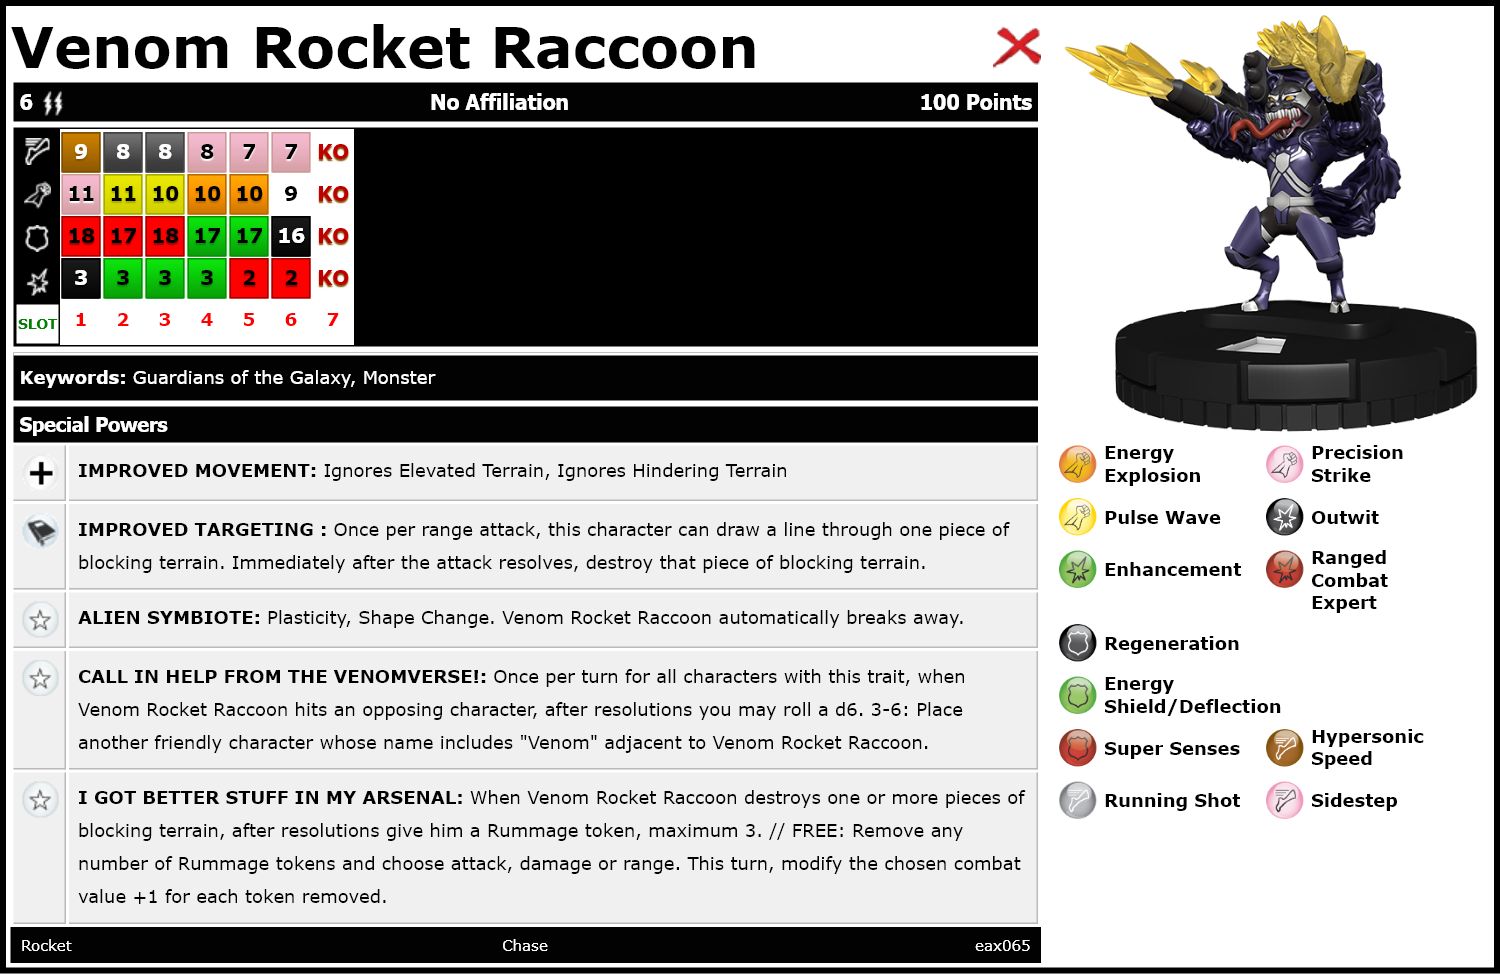 Venom Rocket Raccoon
6 No Affiliation 100 Points
9 8 8 8 7 7 KO
11 11 10 10 10 9 KO
18 17 18 17 17 16 KO
3 3 3 3 2 2 KO
SLOT 1 2 3 4 5 6 7
Keywords: Guardians of the Galaxy, Monster
Special Powers
IMPROVED MOVEMENT: Ignores Elevated Terrain, Ignores Hindering Terrain
IMPROVED TARGETING : Once per range attack, this character can draw a line through one piece of
blocking terrain. Immediately after the attack resolves, destroy that piece of blocking terrain.
ALIEN SYMBIOTE: Plasticity, Shape Change. Venom Rocket Raccoon automatically breaks away.
CALL IN HELP FROM THE VENOMVERSE!: Once per turn for all characters with this trait, when
Venom Rocket Raccoon hits an opposing character, after resolutions you may roll a d6. 3-6: Place
another friendly character whose name includes "Venom" adjacent to Venom Rocket Raccoon.
I GOT BETTER STUFF IN MY ARSENAL: When Venom Rocket Raccoon destroys one or more pieces of
blocking terrain, after resolutions give him a Rummage token, maximum 3. // FREE: Remove any
number of Rummage tokens and choose attack, damage or range. This turn, modify the chosen combat
value +1 for each token removed.
Rocket Chase eax065
Energy
Explosion
Precision
Strike
Pulse Wave
Outwit
Enhancement
Ranged
Combat
Expert
Regeneration
Energy
Shield/Deflection
Super Senses
Hypersonic
Speed
Running Shot
Sidestep